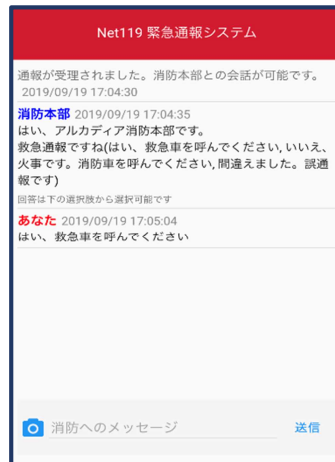 Net119 緊急通報システム
通報が受理されました。消防本部との会話が可能です。
2019/09/19 17:04:30
消防本部 2019/09/19 17:04:35
はい、アルカディア消防本部です。
救急通報ですね(はい、救急車を呼んでください, いいえ、
火事です。消防車を呼んでください, 間違えました。誤通
報です)
回答は下の選択肢から選択可能です
あなた 2019/09/19 17:05:04
はい、救急車を呼んでください
消防へのメッセージ
送信